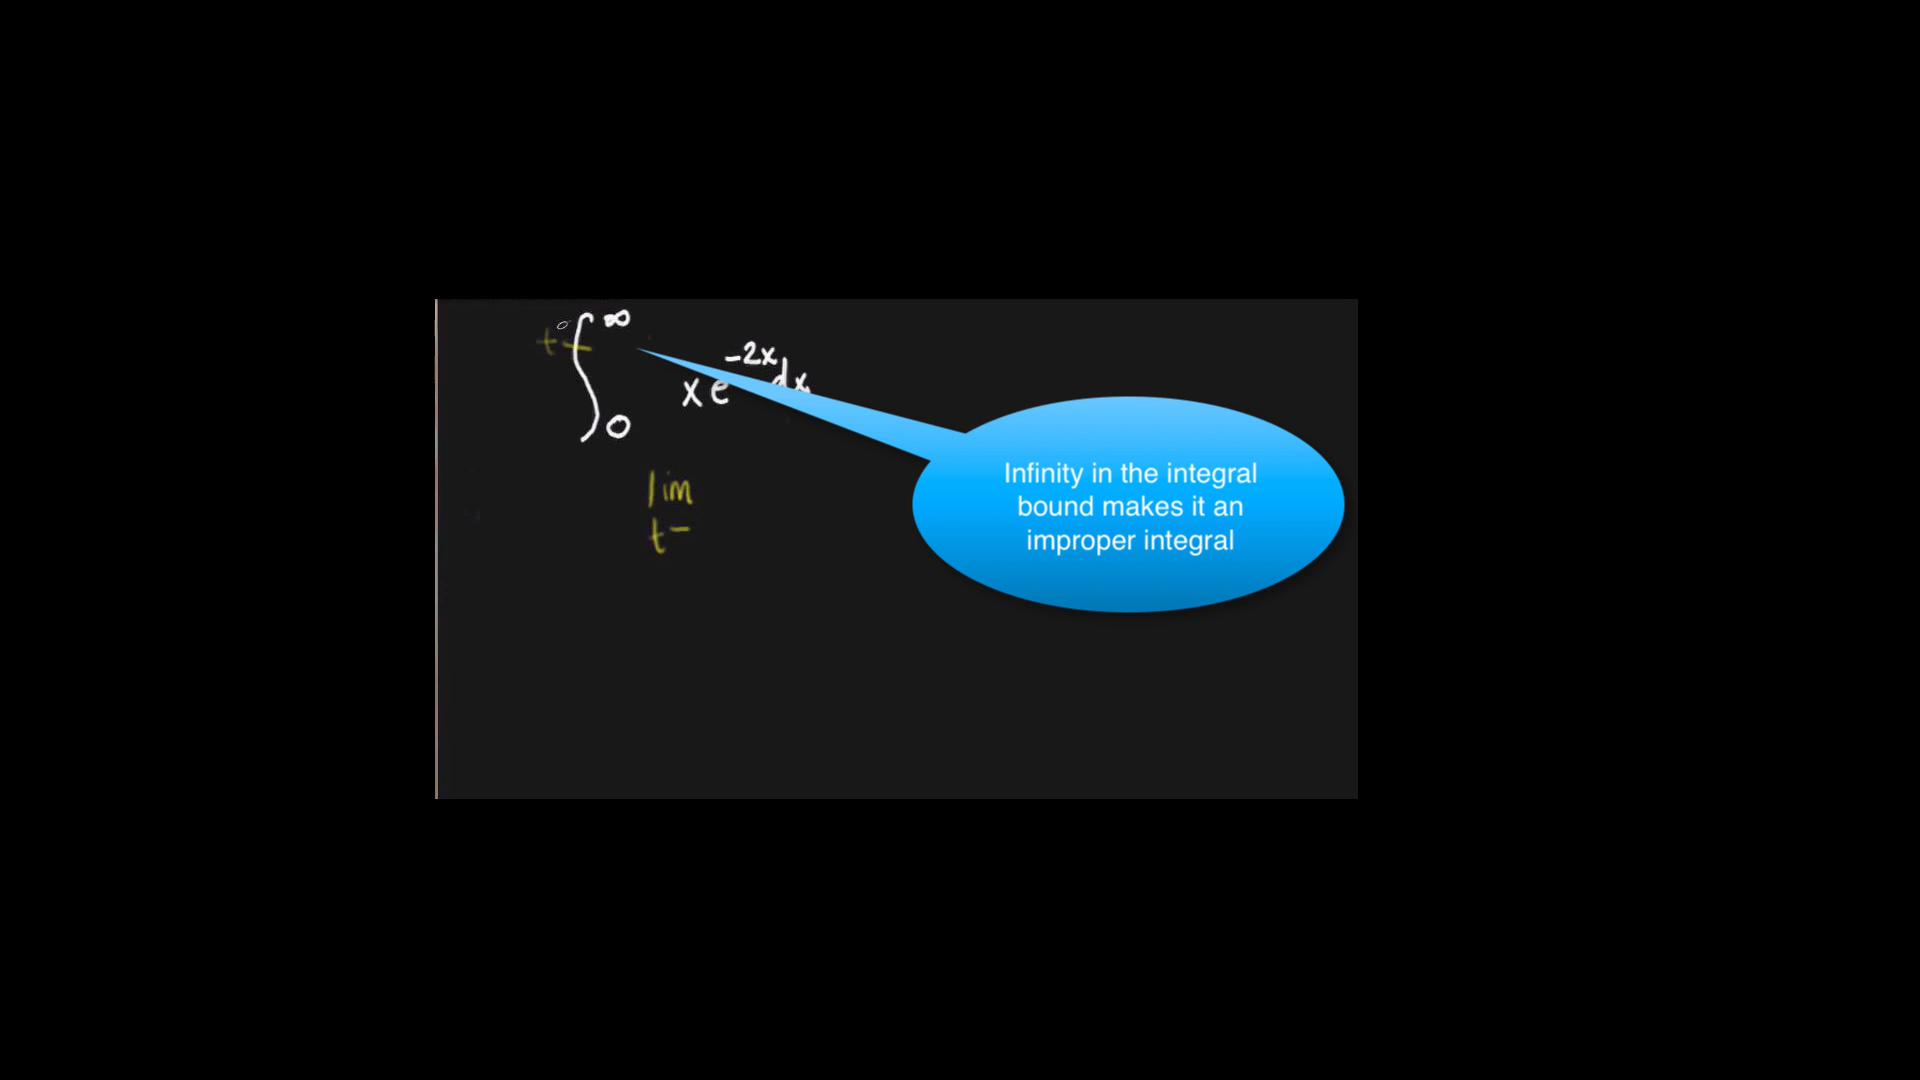 ∫₀^∞ xe^{-2x}dx
lim
t-
Infinity in the integral
bound makes it an
improper integral